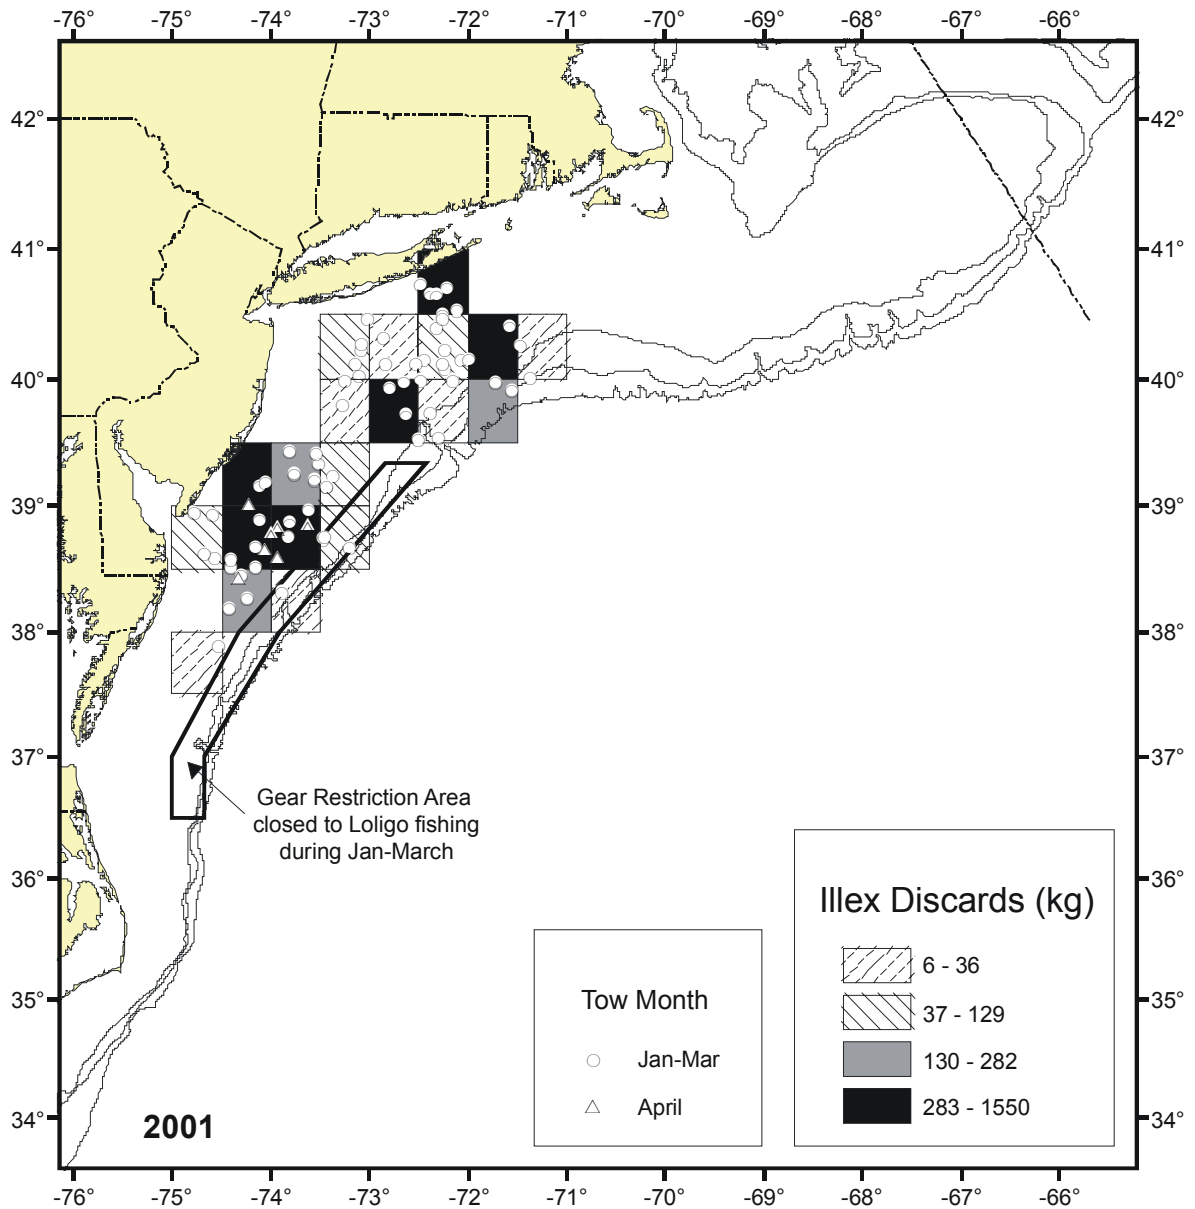 -76° -75° -74° -73° -72° -71° -70° -69° -68° -67° -66°
42° 42°
41° 41°
40° 40°
39° 39°
38° 38°
37° 37°
Gear Restriction Area
closed to Loligo fishing
during Jan-March
36° 36°
Illex Discards (kg)
6 - 36
37 - 129
130 - 282
283 - 1550
35° 35°
Tow Month
Jan-Mar
April
34° 34°
2001
-76° -75° -74° -73° -72° -71° -70° -69° -68° -67° -66°